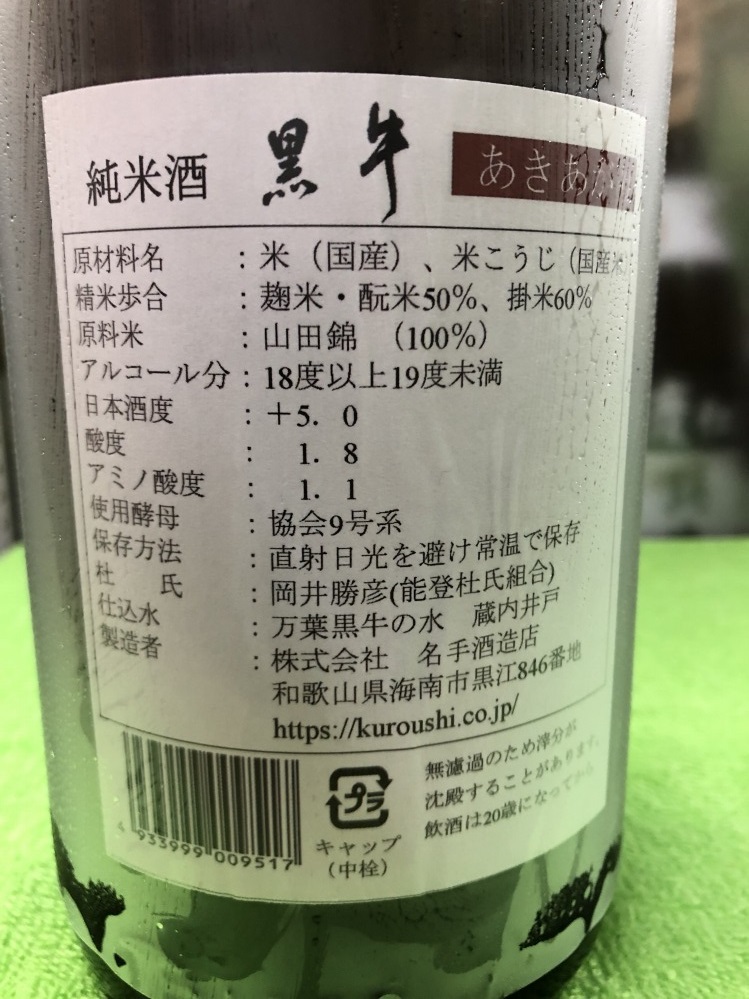 純米酒 黒牛 あきあが
原材料名 : 米（国産）、米こうじ（国産米
精米歩合 : 麹米・酛米50%、掛米60%
原料米 : 山田錦 （100%）
アルコール分 : 18度以上19度未満
日本酒度 : ＋5. 0
酸度 : 1. 8
アミノ酸度 : 1. 1
使用酵母 : 協会9号系
保存方法 : 直射日光を避け常温で保存
杜 氏 : 岡井勝彦(能登杜氏組合)
仕込水 : 万葉黒牛の水 蔵内井戸
製造者 : 株式会社 名手酒造店
和歌山県海南市黒江846番地
https://kuroushi.co.jp/
無濾過のため滓分が
沈殿することがあります。
飲酒は20歳になってから
プラ
キャップ
（中栓）
4 933999 009517